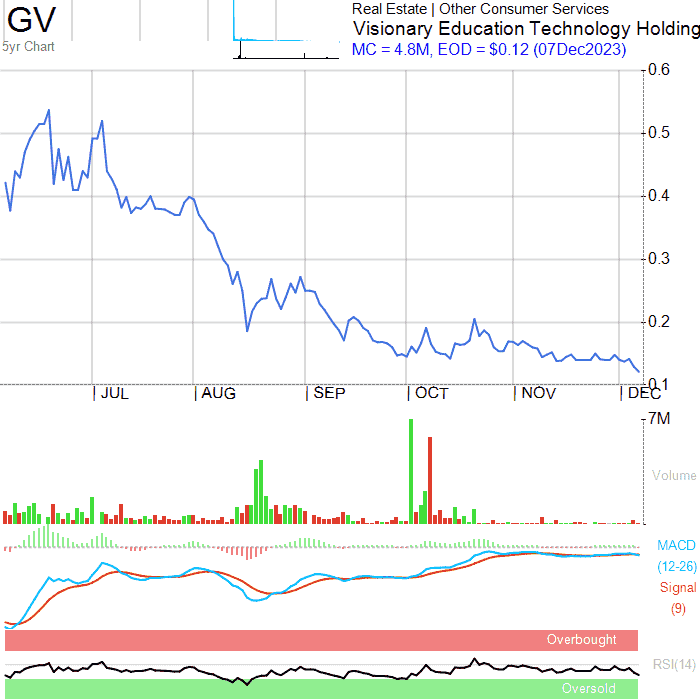 GV
5yr Chart
Real Estate | Other Consumer Services
Visionary Education Technology Holding
MC = 4.8M, EOD = $0.12 (07Dec2023)
0.6
0.5
0.4
0.3
0.2
0.1
JUL AUG SEP OCT NOV DEC
7M
Volume
MACD
(12-26)
Signal
(9)
Overbought
RSI(14)
Oversold